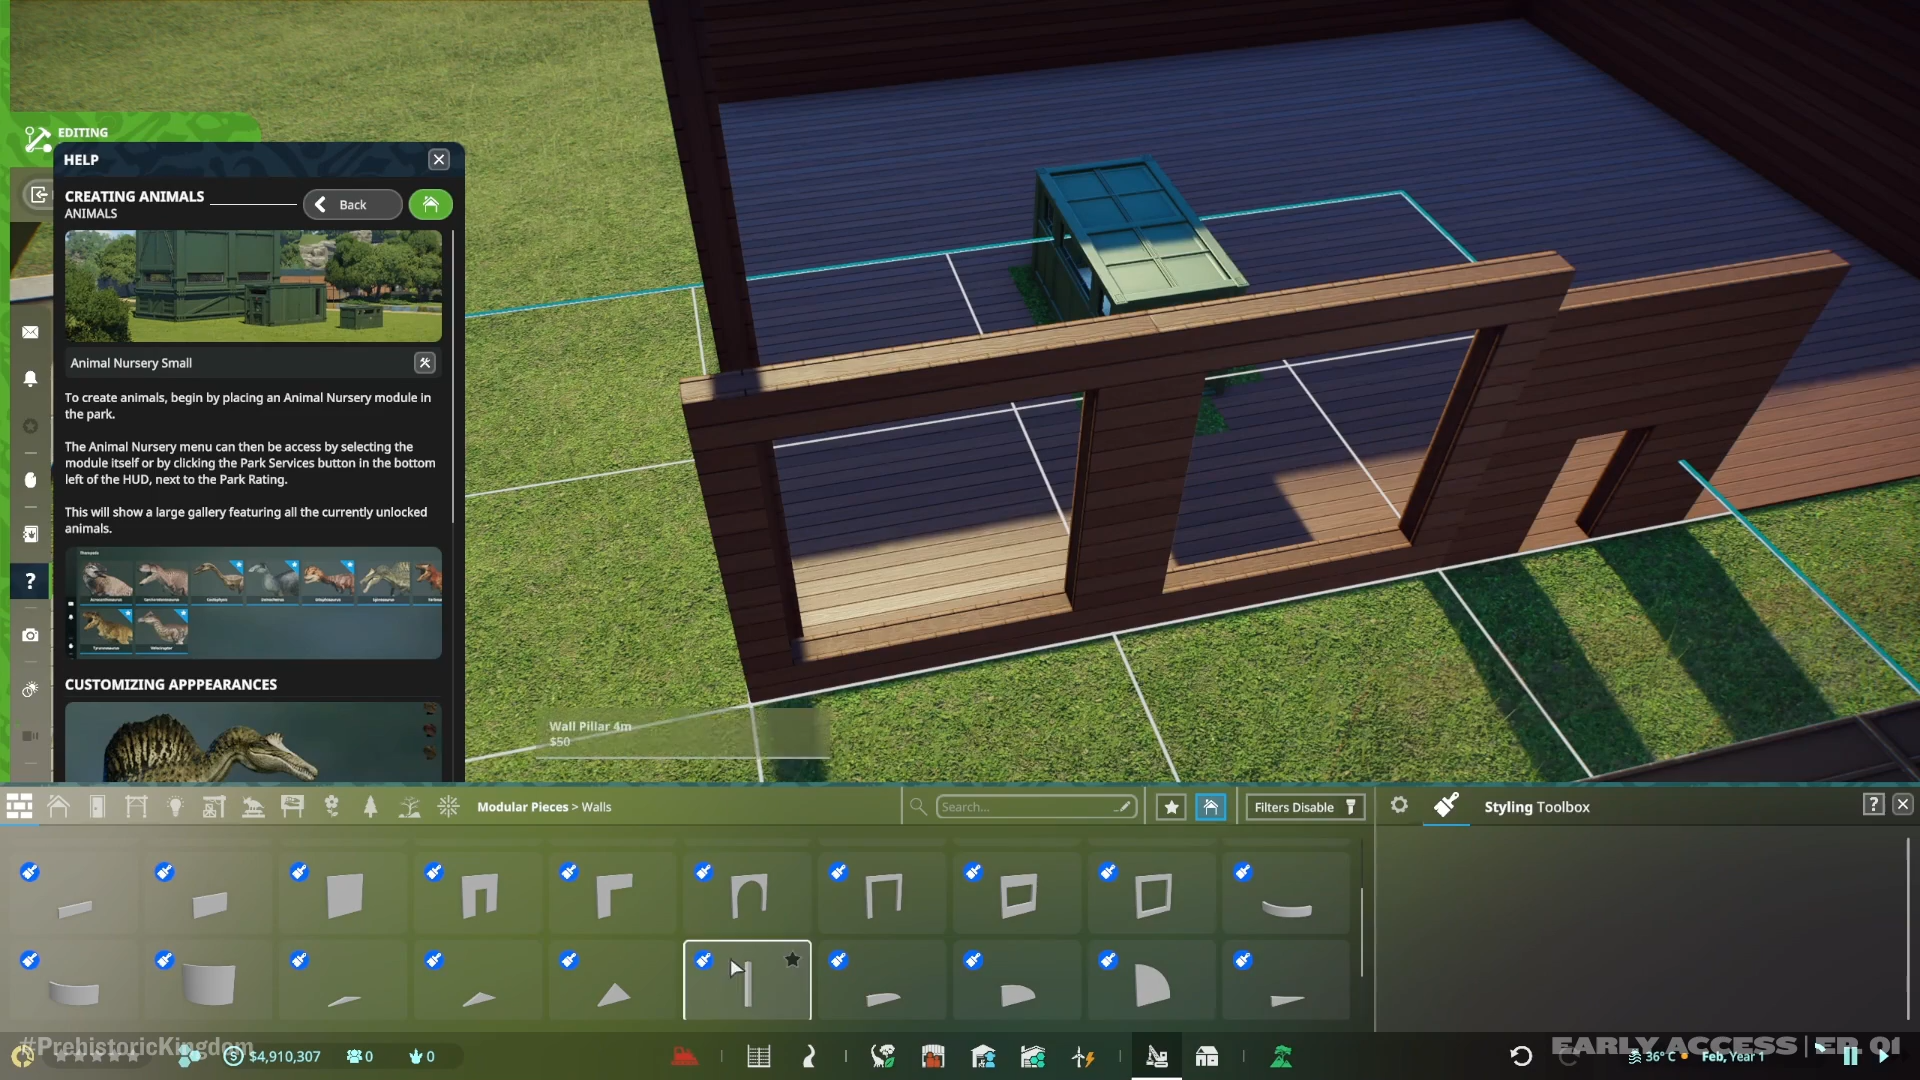 EDITING
HELP
CREATING ANIMALS
ANIMALS
Back
Animal Nursery Small
To create animals, begin by placing an Animal Nursery module in
the park.
The Animal Nursery menu can then be access by selecting the
module itself or by clicking the Park Services button in the bottom
left of the HUD, next to the Park Rating.
This will show a large gallery featuring all the currently unlocked
animals.
CUSTOMIZING APPPEARANCES
Wall Pillar 4m
$50
Modular Pieces > Walls
Search...
Filters Disable
Styling Toolbox
?
?
#PrehistoricKingdom
$4,910,307
0
0
EARLY ACCESS | EP. 01
36° C
Feb, Year 1